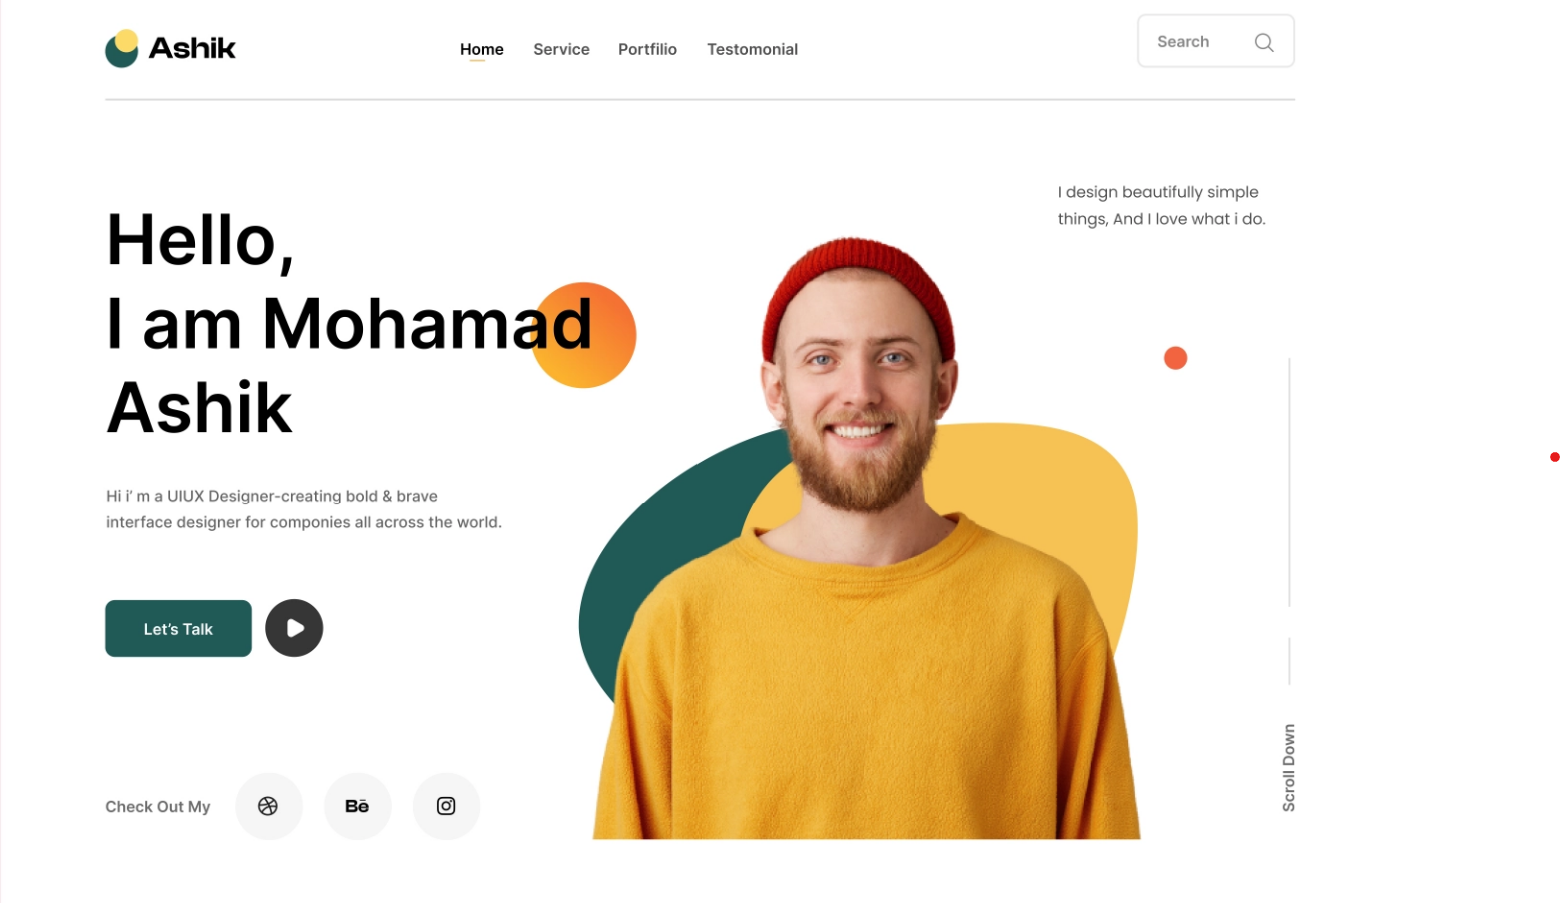 Ashik
Home Service Portfilio Testomonial
Search
I design beautifully simple
things, And I love what i do.
Hello,
I am Mohamad
Ashik
Hi i’ m a UIUX Designer-creating bold & brave
interface designer for companies all across the world.
Let’s Talk
Check Out My
Bē
Scroll Down